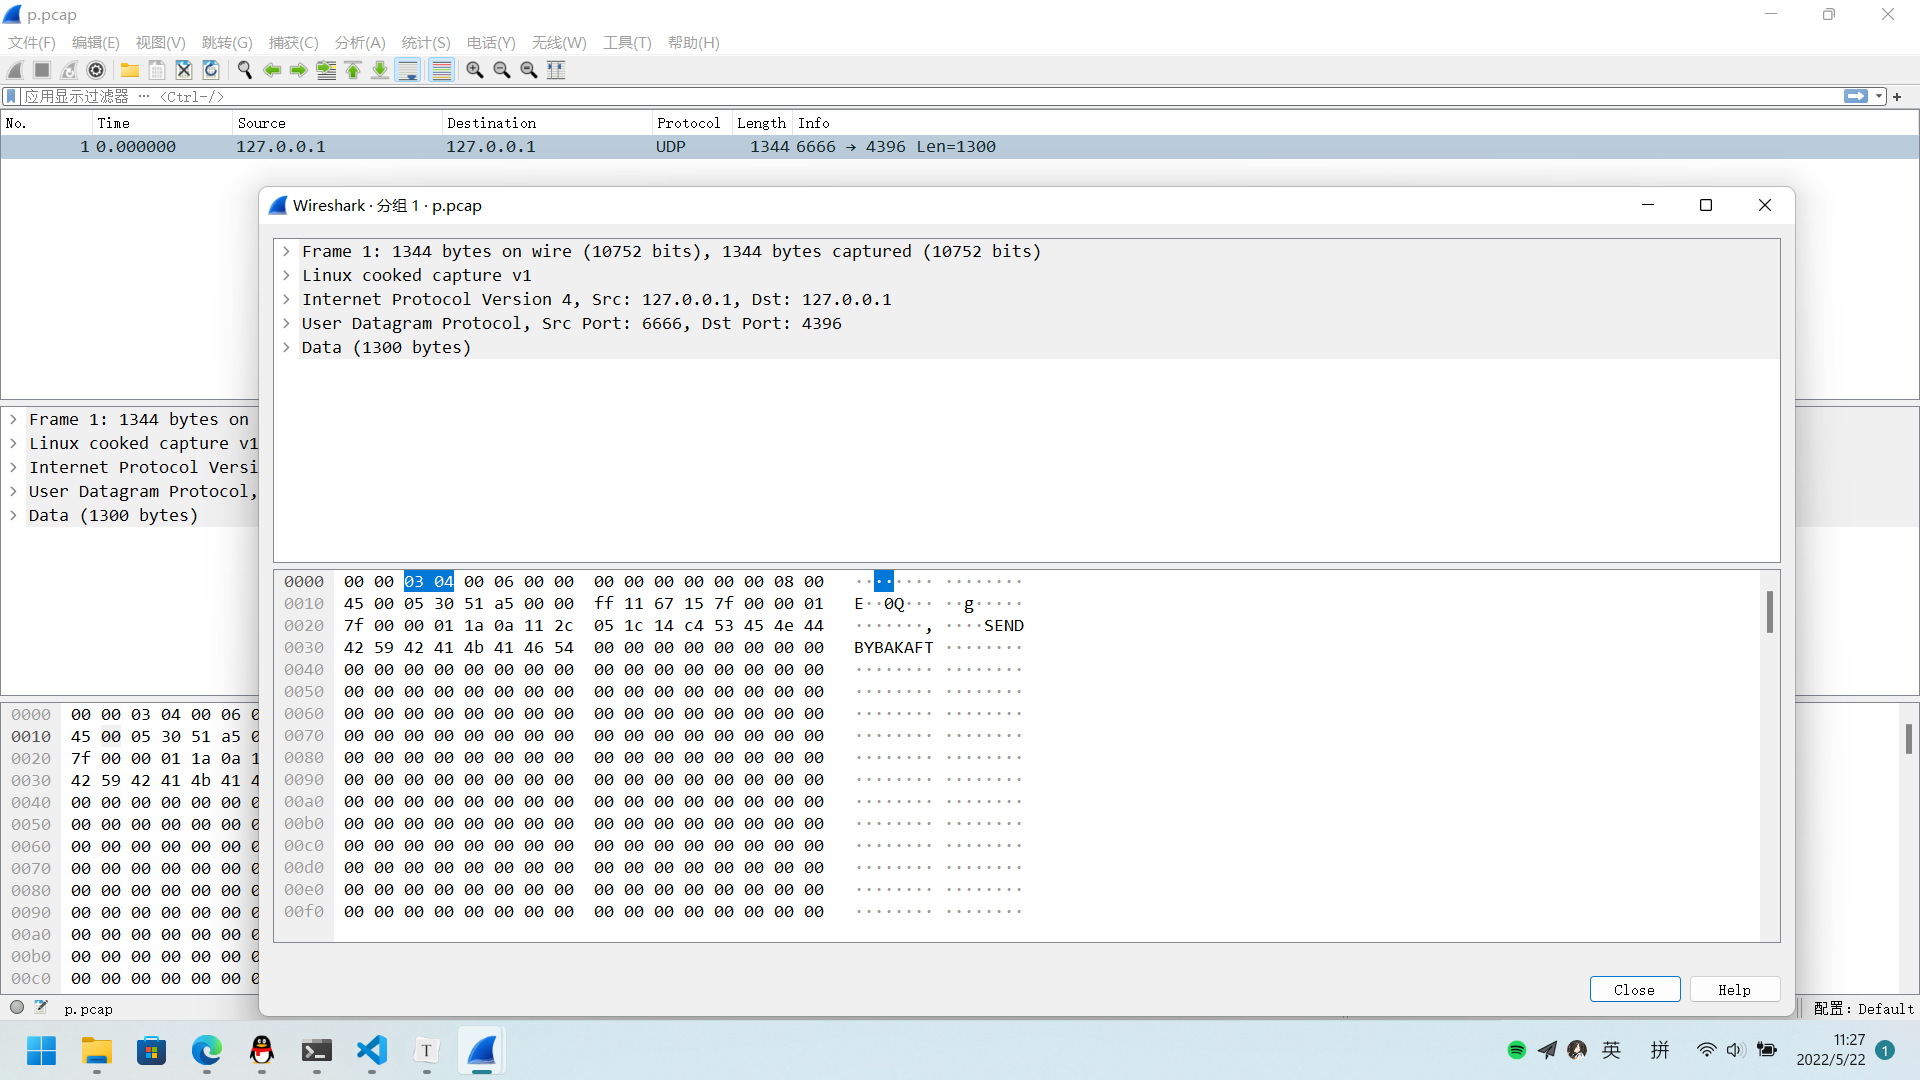 p.pcap
文件(F) 编辑(E) 视图(V) 跳转(G) 捕获(C) 分析(A) 统计(S) 电话(Y) 无线(W) 工具(T) 帮助(H)
应用显示过滤器 … <Ctrl-/>
No. Time Source Destination Protocol Length Info
1 0.000000 127.0.0.1 127.0.0.1 UDP 1344 6666 → 4396 Len=1300
Wireshark · 分组 1 · p.pcap
Frame 1: 1344 bytes on wire (10752 bits), 1344 bytes captured (10752 bits)
Linux cooked capture v1
Internet Protocol Version 4, Src: 127.0.0.1, Dst: 127.0.0.1
User Datagram Protocol, Src Port: 6666, Dst Port: 4396
Data (1300 bytes)
0000 00 00 03 04 00 06 00 00 00 00 00 00 00 00 08 00 ········ ········
0010 45 00 05 30 51 a5 00 00 ff 11 67 15 7f 00 00 01 E··0Q··· ··g·····
0020 7f 00 00 01 1a 0a 11 2c 05 1c 14 c4 53 45 4e 44 ·······, ····SEND
0030 42 59 42 41 4b 41 46 54 00 00 00 00 00 00 00 00 BYBAKAFT ········
0040 00 00 00 00 00 00 00 00 00 00 00 00 00 00 00 00 ········ ········
0050 00 00 00 00 00 00 00 00 00 00 00 00 00 00 00 00 ········ ········
0060 00 00 00 00 00 00 00 00 00 00 00 00 00 00 00 00 ········ ········
0070 00 00 00 00 00 00 00 00 00 00 00 00 00 00 00 00 ········ ········
0080 00 00 00 00 00 00 00 00 00 00 00 00 00 00 00 00 ········ ········
0090 00 00 00 00 00 00 00 00 00 00 00 00 00 00 00 00 ········ ········
00a0 00 00 00 00 00 00 00 00 00 00 00 00 00 00 00 00 ········ ········
00b0 00 00 00 00 00 00 00 00 00 00 00 00 00 00 00 00 ········ ········
00c0 00 00 00 00 00 00 00 00 00 00 00 00 00 00 00 00 ········ ········
00d0 00 00 00 00 00 00 00 00 00 00 00 00 00 00 00 00 ········ ········
00e0 00 00 00 00 00 00 00 00 00 00 00 00 00 00 00 00 ········ ········
00f0 00 00 00 00 00 00 00 00 00 00 00 00 00 00 00 00 ········ ········
Close Help
Frame 1: 1344 bytes on
Linux cooked capture v1
Internet Protocol Versi
User Datagram Protocol,
Data (1300 bytes)
0000 00 00 03 04 00 06 0
0010 45 00 05 30 51 a5 0
0020 7f 00 00 01 1a 0a 1
0030 42 59 42 41 4b 41 4
0040 00 00 00 00 00 00 0
0050 00 00 00 00 00 00 0
0060 00 00 00 00 00 00 0
0070 00 00 00 00 00 00 0
0080 00 00 00 00 00 00 0
0090 00 00 00 00 00 00 0
00a0 00 00 00 00 00 00 0
00b0 00 00 00 00 00 00 0
00c0 00 00 00 00 00 00 0
p.pcap 配置：Default
T 英 拼 11:27
2022/5/22 1